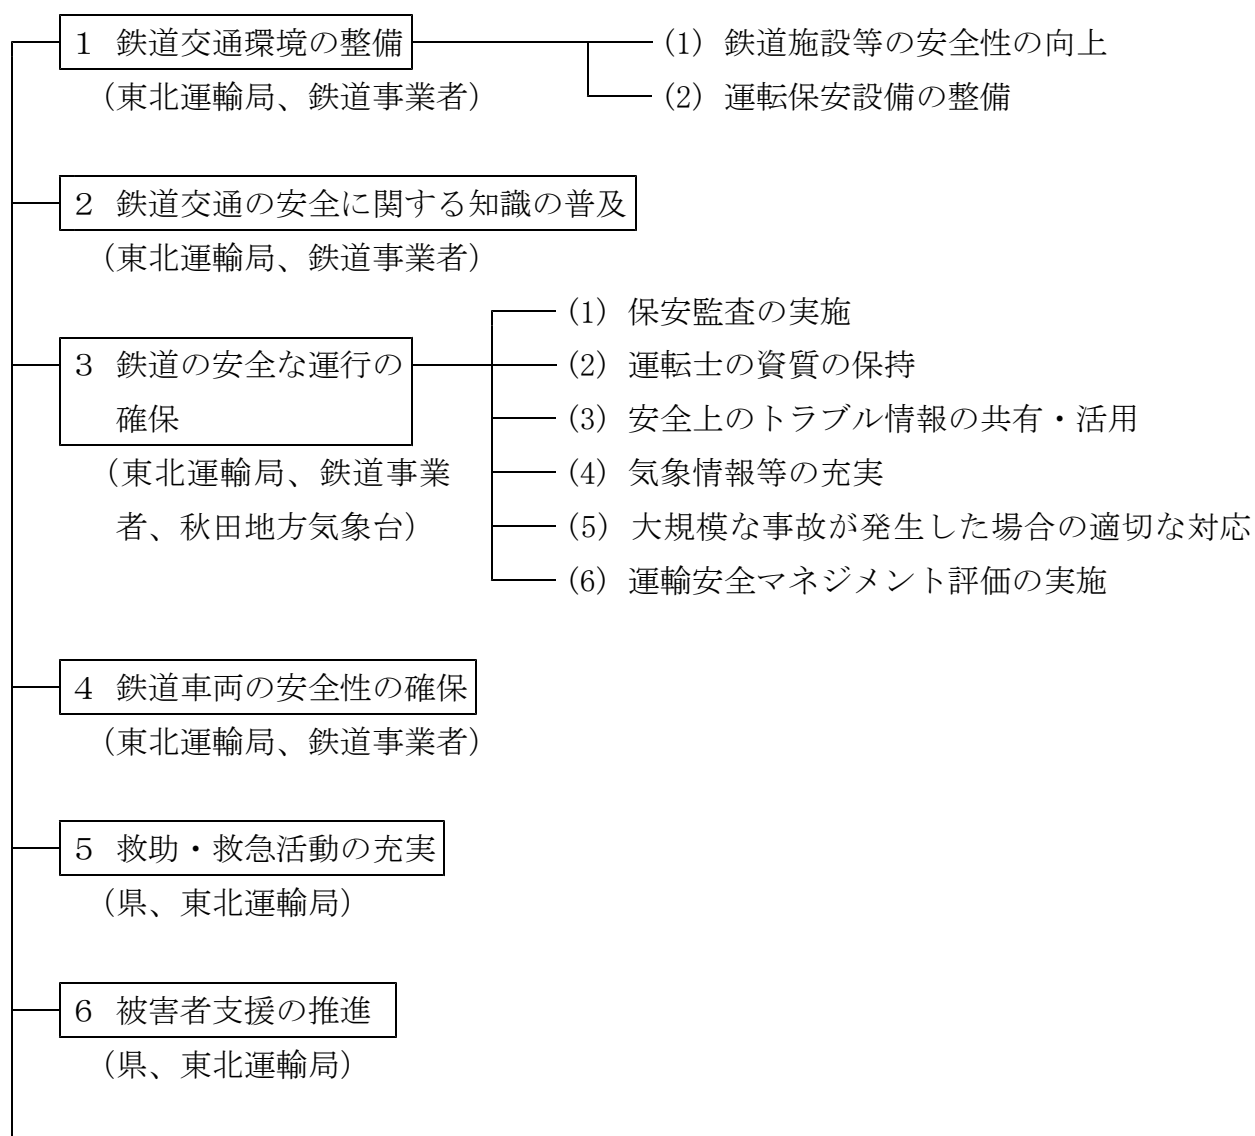 1 鉄道交通環境の整備
(1) 鉄道施設等の安全性の向上
(東北運輸局、鉄道事業者)
(2) 運転保安設備の整備
2 鉄道交通の安全に関する知識の普及
(東北運輸局、鉄道事業者)
3 鉄道の安全な運行の
確保
(東北運輸局、鉄道事業
者、秋田地方気象台)
(1) 保安監査の実施
(2) 運転士の資質の保持
(3) 安全上のトラブル情報の共有・活用
(4) 気象情報等の充実
(5) 大規模な事故が発生した場合の適切な対応
(6) 運輸安全マネジメント評価の実施
4 鉄道車両の安全性の確保
(東北運輸局、鉄道事業者)
5 救助・救急活動の充実
(県、東北運輸局)
6 被害者支援の推進
(県、東北運輸局)